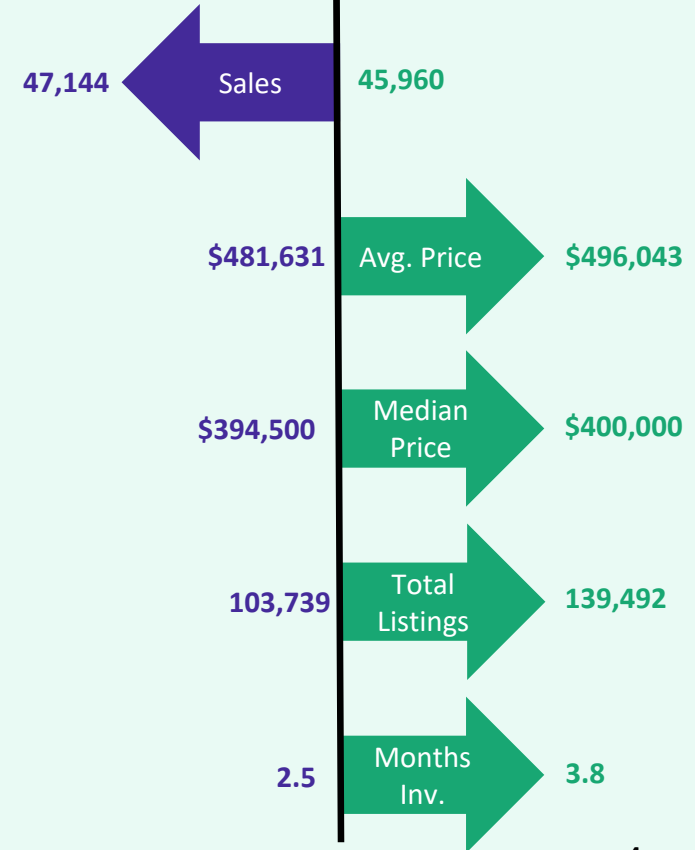 47,144 Sales 45,960
$481,631 Avg. Price $496,043
$394,500 Median Price $400,000
103,739 Total Listings 139,492
2.5 Months Inv. 3.8